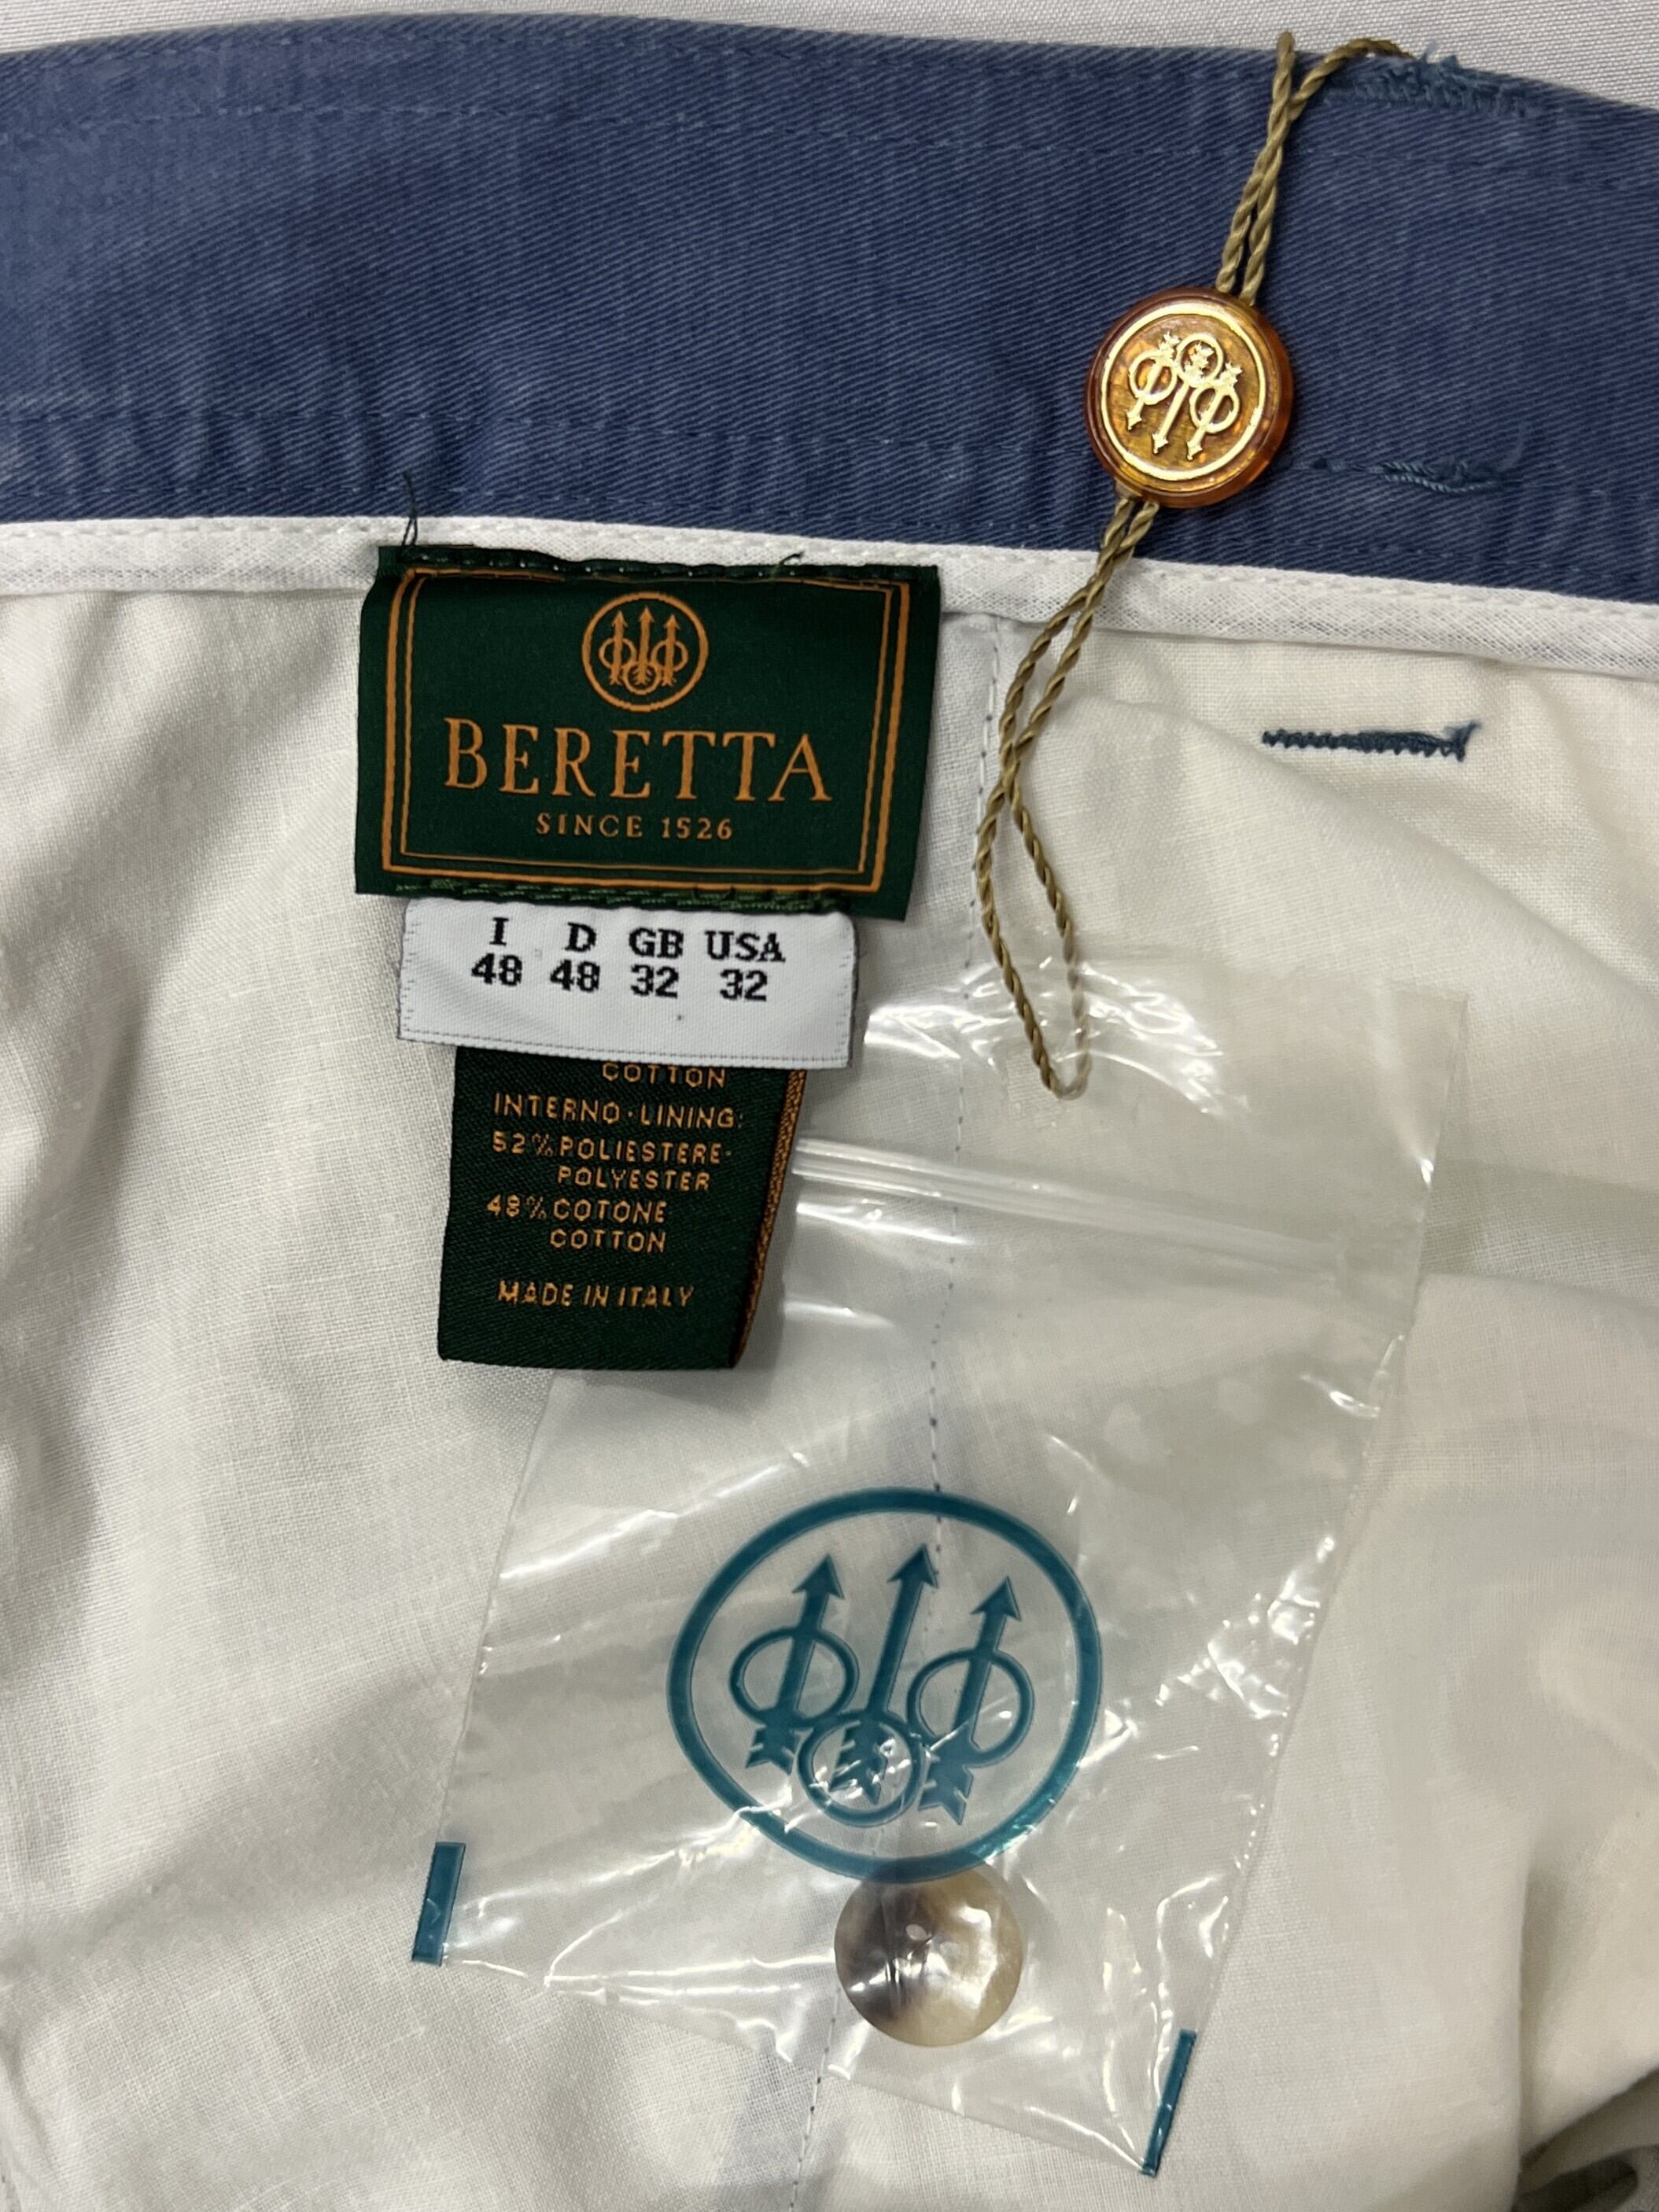 BERETTA
SINCE 1526
I D GB USA
48 48 32 32
COTTON
INTERNO·LINING:
52%POLIESTERE-
POLYESTER
48%COTONE
COTTON
MADE IN ITALY